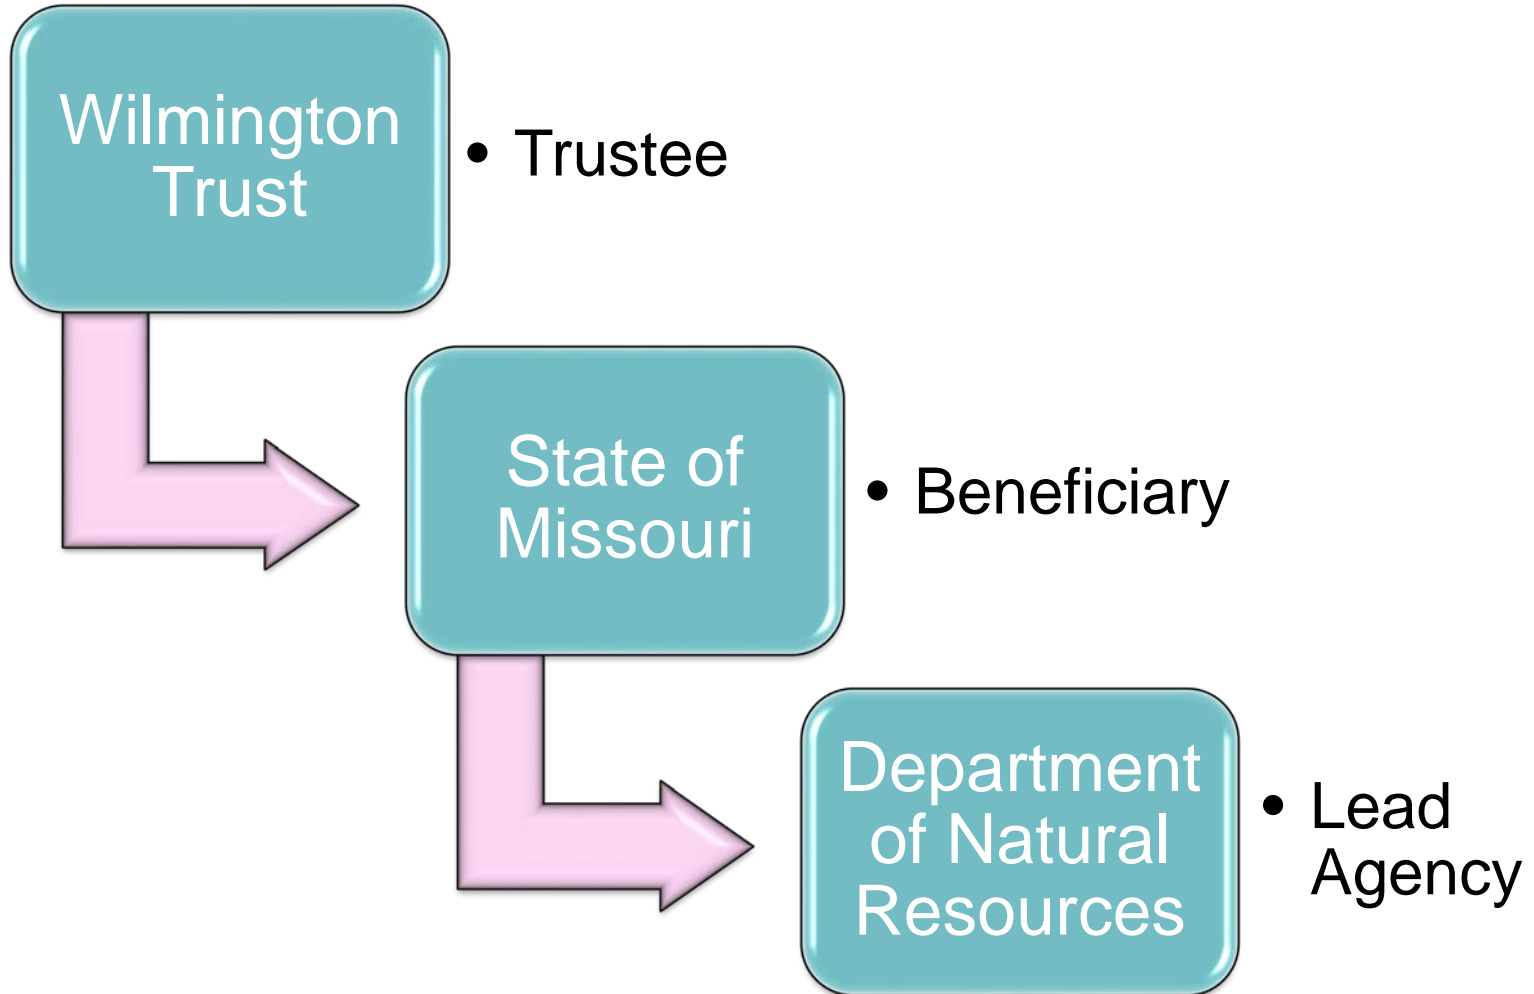 Wilmington
Trust
• Trustee
State of
Missouri
• Beneficiary
Department
of Natural
Resources
• Lead
Agency